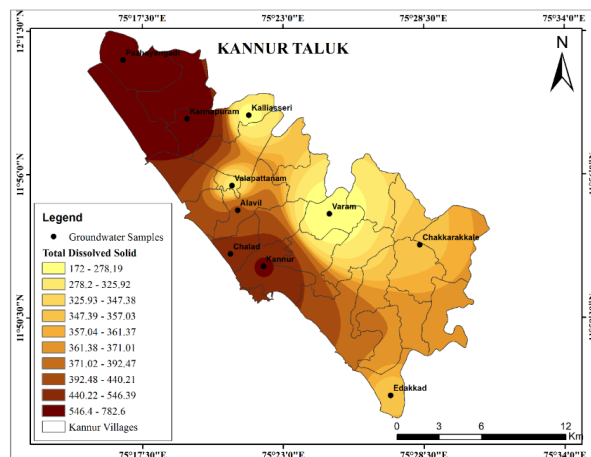 75°17'30"E 75°23'0"E 75°28'30"E 75°34'0"E
12°1'30"N
KANNUR TALUK
N
Pazhayangadi
Kannapuram
Kalliasseri
11°56'0"N
Valapattanam
Alavil
Varam
Chakkarakkale
Chalad
Kannur
11°50'30"N
Edakkad
Legend
Groundwater Samples
Total Dissolved Solid
172 - 278.19
278.2 - 325.92
325.93 - 347.38
347.39 - 357.03
357.04 - 361.37
361.38 - 371.01
371.02 - 392.47
392.48 - 440.21
440.22 - 546.39
546.4 - 782.6
Kannur Villages
0 3 6 12
Km
75°17'30"E 75°23'0"E 75°28'30"E 75°34'0"E